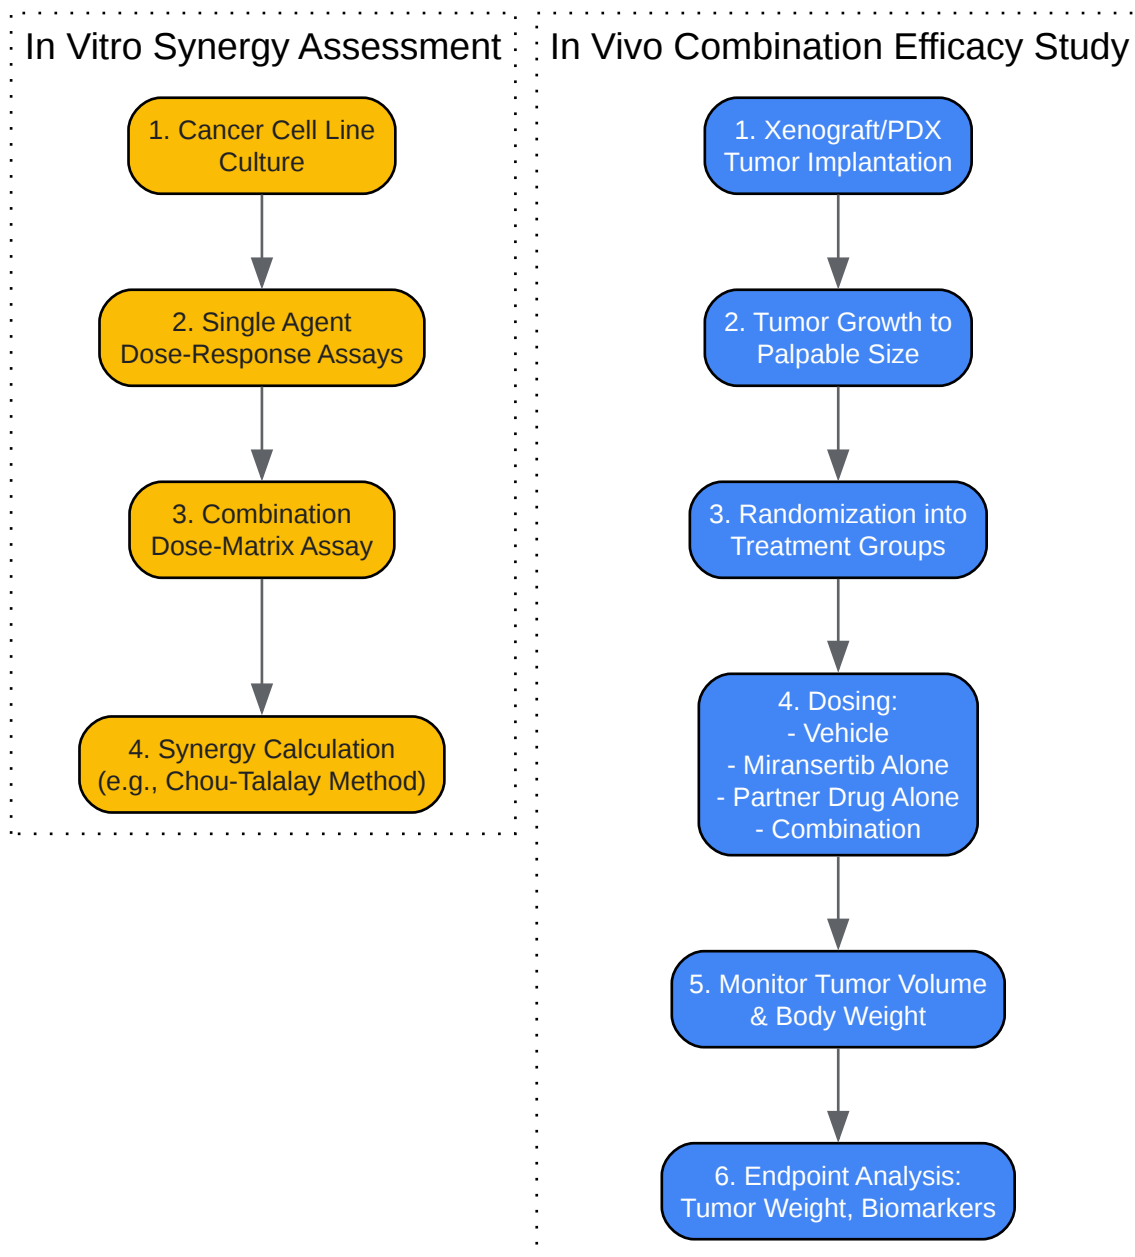 In Vitro Synergy Assessment
1. Cancer Cell Line
Culture
2. Single Agent
Dose-Response Assays
3. Combination
Dose-Matrix Assay
4. Synergy Calculation
(e.g., Chou-Talalay Method)
In Vivo Combination Efficacy Study
1. Xenograft/PDX
Tumor Implantation
2. Tumor Growth to
Palpable Size
3. Randomization into
Treatment Groups
4. Dosing:
- Vehicle
- Miransertib Alone
- Partner Drug Alone
- Combination
5. Monitor Tumor Volume
& Body Weight
6. Endpoint Analysis:
Tumor Weight, Biomarkers